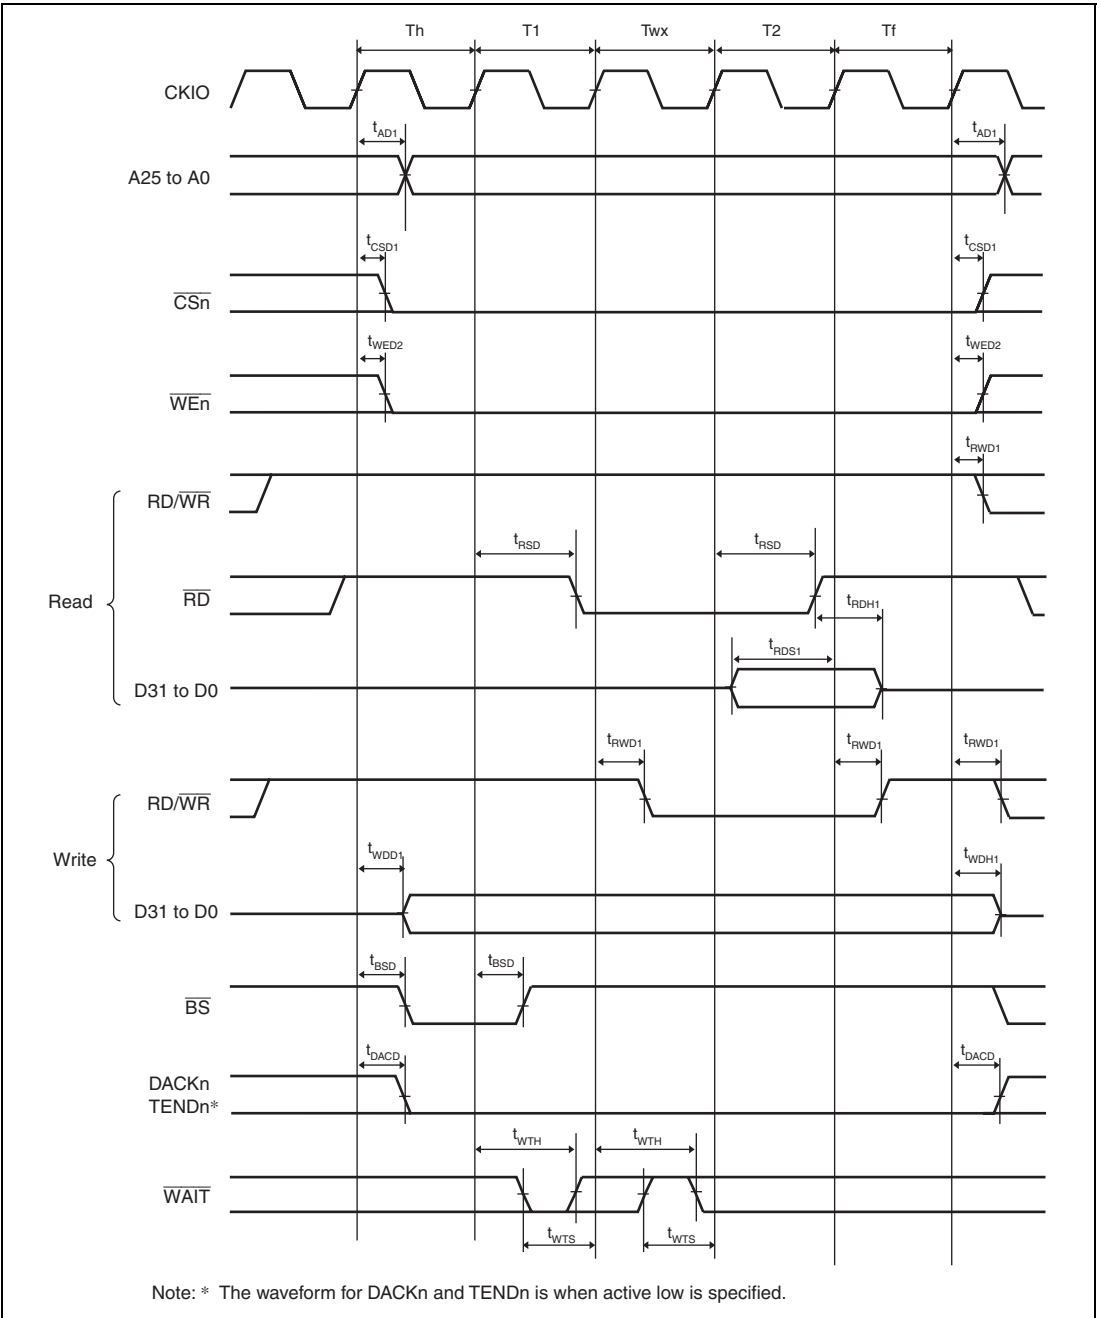 Th T1 Twx T2 Tf
CKIO
tAD1 tAD1
A25 to A0
tCSD1 tCSD1
CSn
tWED2 tWED2
WEn
tRWD1
RD/WR
tRSD tRSD
Read
RD
tRDH1
tRDS1
D31 to D0
tRWD1 tRWD1 tRWD1
RD/WR
Write
tWDD1 tWDH1
D31 to D0
tBSD tBSD
BS
tDACD tDACD
DACKn
TENDn*
tWTH tWTH
WAIT
tWTS tWTS
Note: * The waveform for DACKn and TENDn is when active low is specified.